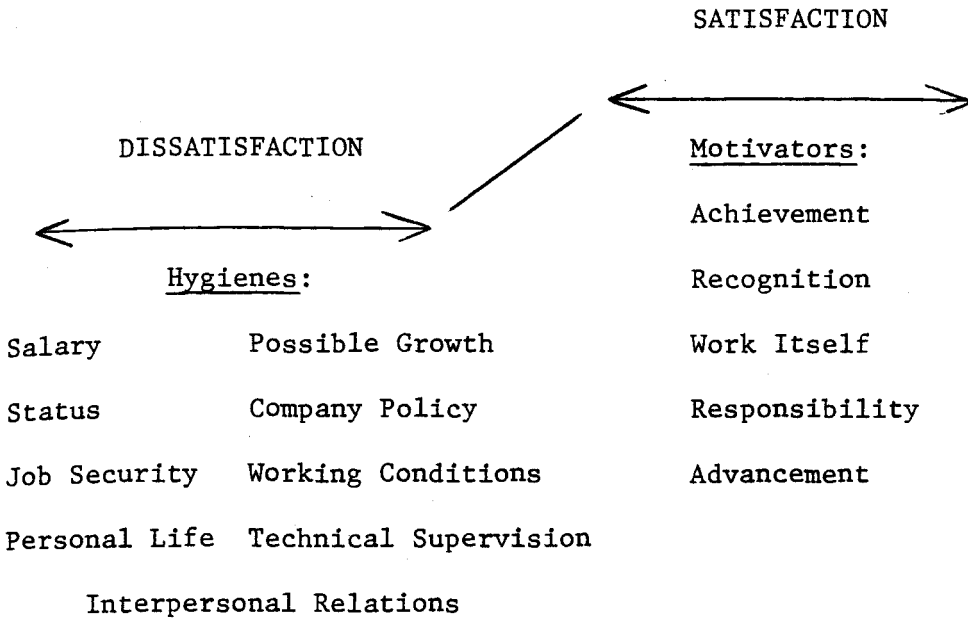 SATISFACTION
DISSATISFACTION
Motivators:
Achievement
Hygienes:
Recognition
Salary Possible Growth
Work Itself
Status Company Policy
Responsibility
Job Security Working Conditions
Advancement
Personal Life Technical Supervision
Interpersonal Relations